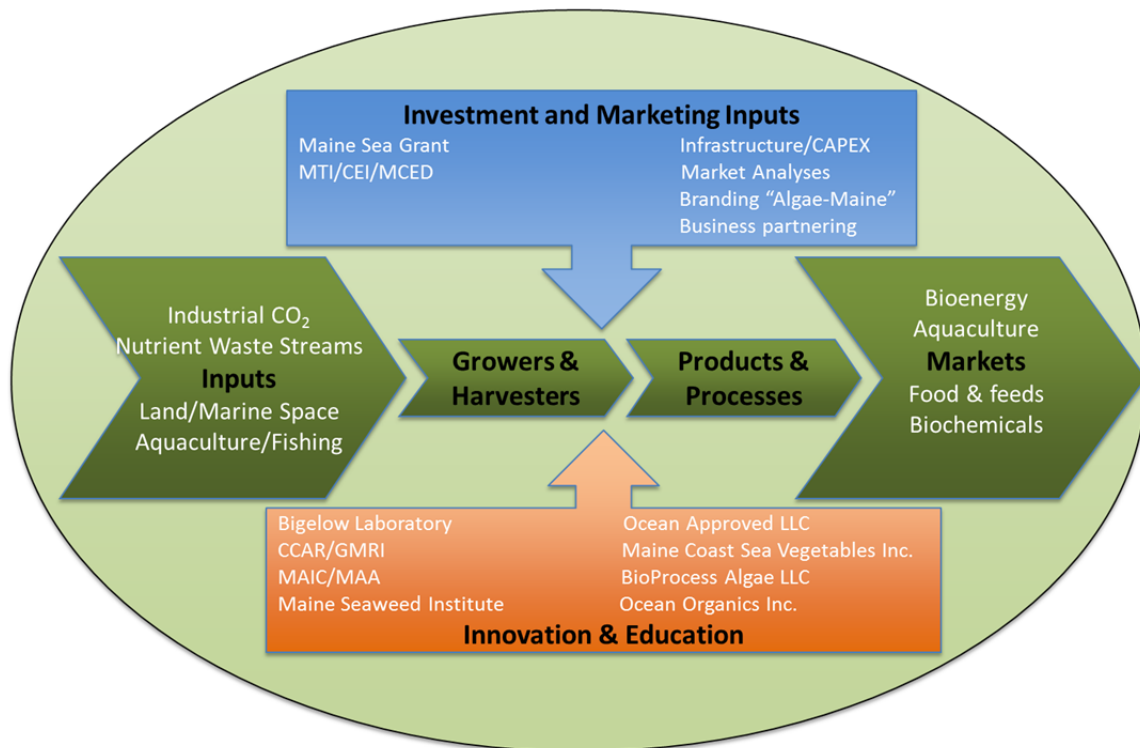 Investment and Marketing Inputs
Maine Sea Grant
MTI/CEI/MCED
Infrastructure/CAPEX
Market Analyses
Branding “Algae-Maine”
Business partnering
Industrial CO₂
Nutrient Waste Streams
Inputs
Land/Marine Space
Aquaculture/Fishing
Growers &
Harvesters
Products &
Processes
Bioenergy
Aquaculture
Markets
Food & feeds
Biochemicals
Bigelow Laboratory
CCAR/GMRI
MAIC/MAA
Maine Seaweed Institute
Ocean Approved LLC
Maine Coast Sea Vegetables Inc.
BioProcess Algae LLC
Ocean Organics Inc.
Innovation & Education